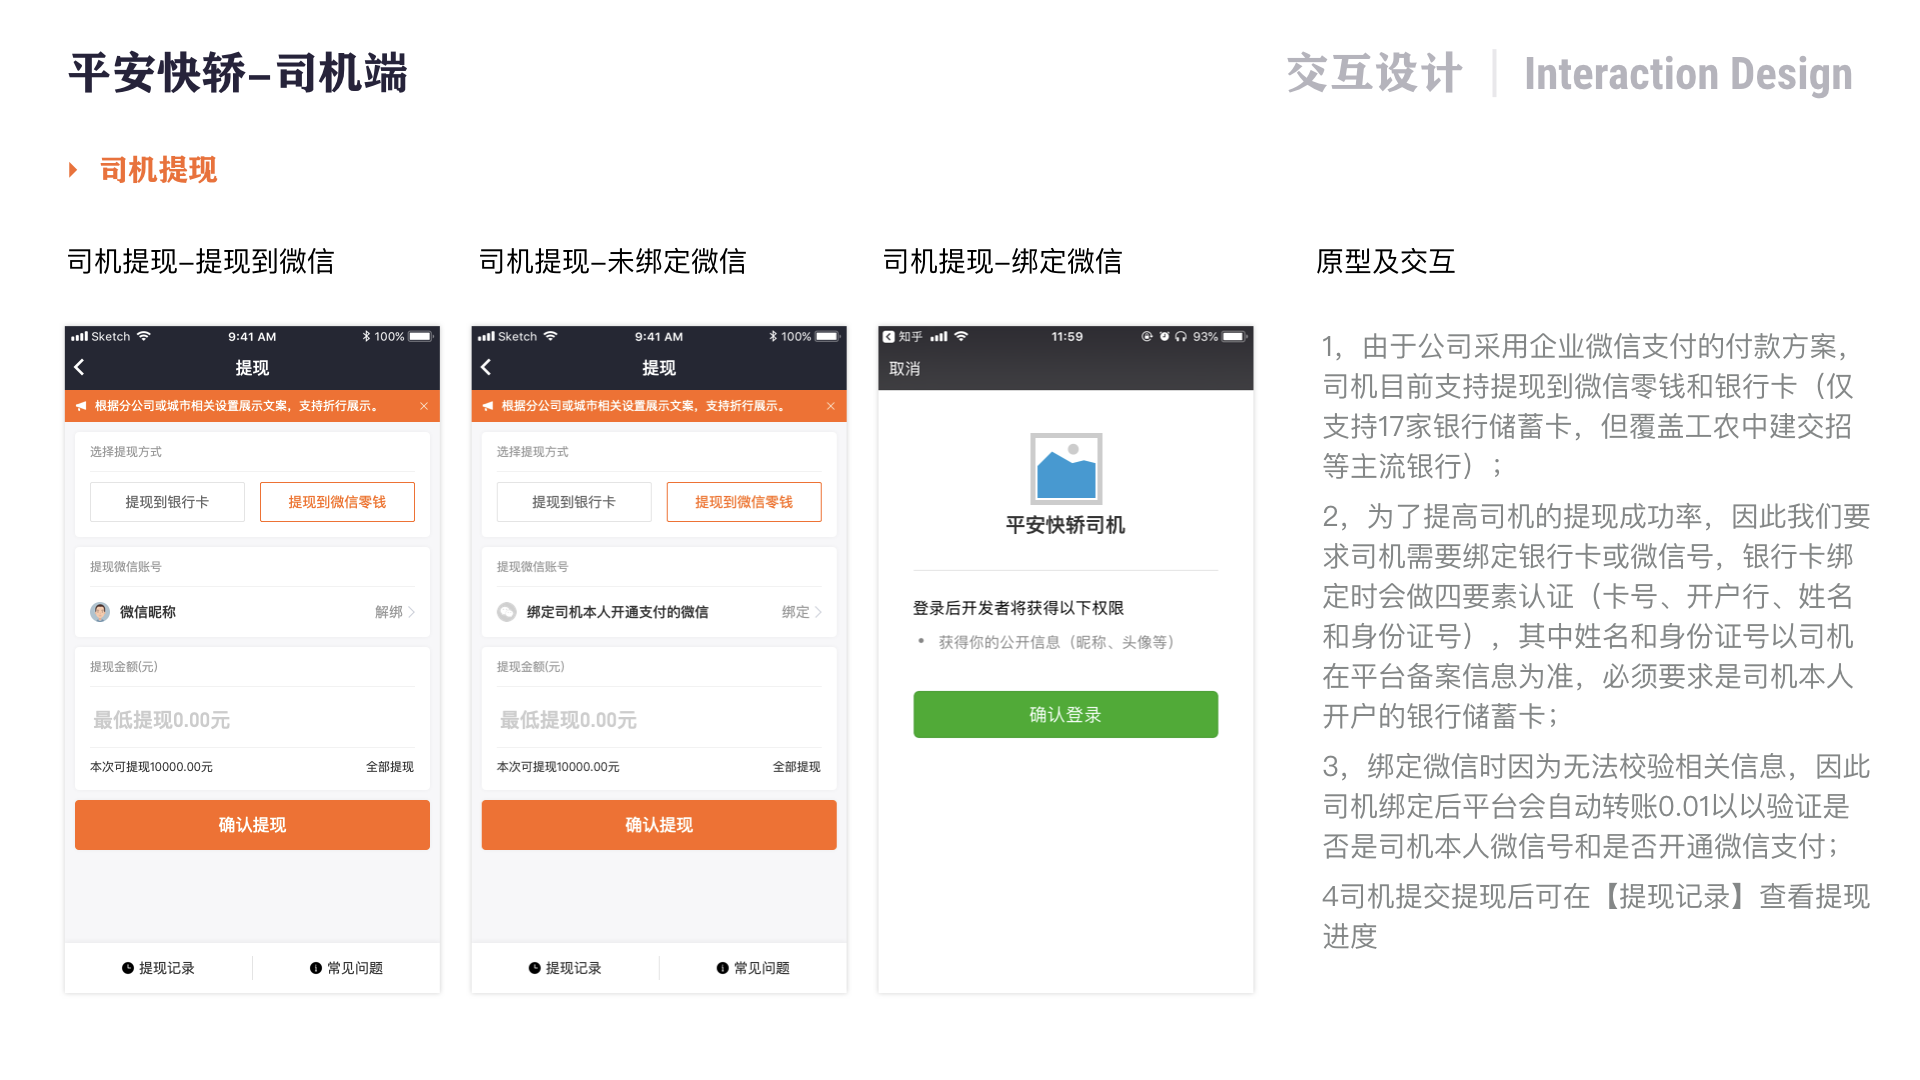 平安快轿–司机端
交互设计 | Interaction Design
司机提现
司机提现–提现到微信
Sketch 9:41 AM 100%
提现
根据分公司或城市相关设置展示文案，支持折行展示。 ×
选择提现方式
提现到银行卡 提现到微信零钱
提现微信账号
微信昵称 解绑
提现金额(元)
最低提现0.00元
本次可提现10000.00元 全部提现
确认提现
提现记录 常见问题
司机提现–未绑定微信
Sketch 9:41 AM 100%
提现
根据分公司或城市相关设置展示文案，支持折行展示。 ×
选择提现方式
提现到银行卡 提现到微信零钱
提现微信账号
绑定司机本人开通支付的微信 绑定
提现金额(元)
最低提现0.00元
本次可提现10000.00元 全部提现
确认提现
提现记录 常见问题
司机提现–绑定微信
知乎 11:59 93%
取消
平安快轿司机
登录后开发者将获得以下权限
• 获得你的公开信息（昵称、头像等）
确认登录
原型及交互
1，由于公司采用企业微信支付的付款方案，
司机目前支持提现到微信零钱和银行卡（仅
支持17家银行储蓄卡，但覆盖工农中建交招
等主流银行）；
2，为了提高司机的提现成功率，因此我们要
求司机需要绑定银行卡或微信号，银行卡绑
定时会做四要素认证（卡号、开户行、姓名
和身份证号），其中姓名和身份证号以司机
在平台备案信息为准，必须要求是司机本人
开户的银行储蓄卡；
3，绑定微信时因为无法校验相关信息，因此
司机绑定后平台会自动转账0.01以以验证是
否是司机本人微信号和是否开通微信支付；
4司机提交提现后可在【提现记录】查看提现
进度